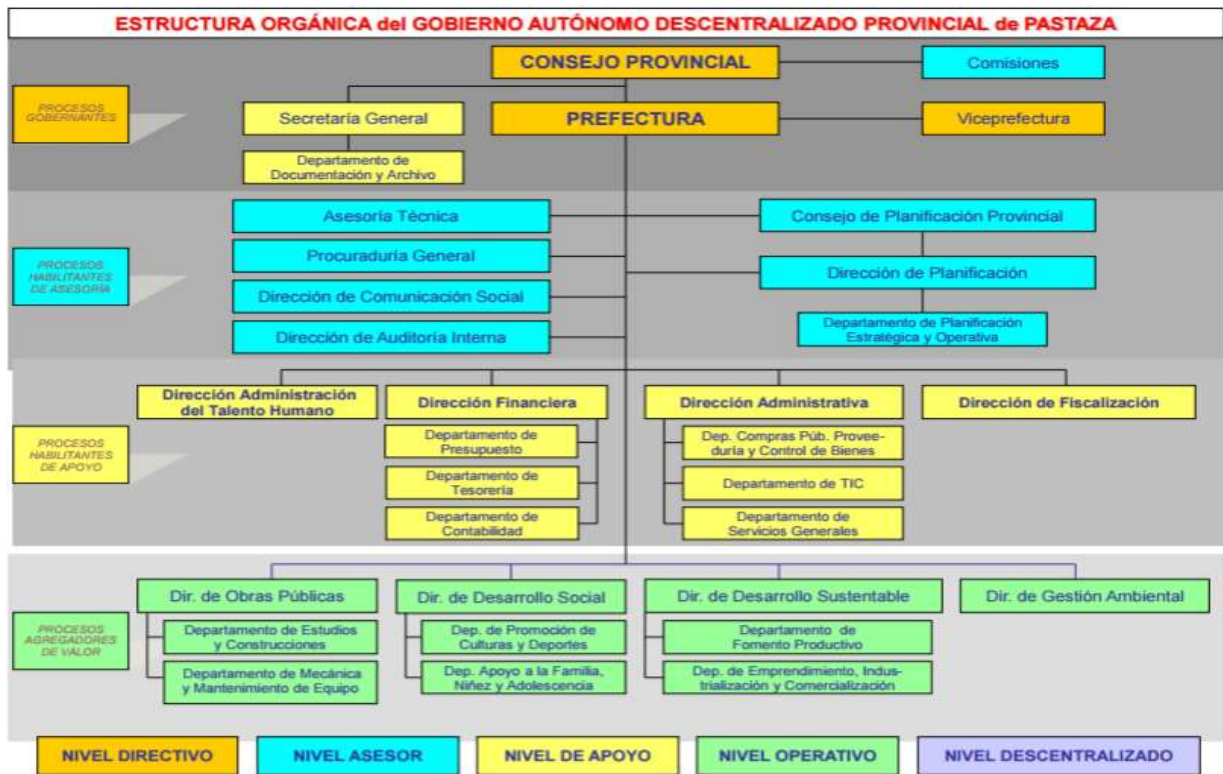 ESTRUCTURA ORGÁNICA del GOBIERNO AUTÓNOMO DESCENTRALIZADO PROVINCIAL de PASTAZA
CONSEJO PROVINCIAL
Comisiones
PROCESOS
GOBERNANTES
Secretaría General
PREFECTURA
Viceprefectura
Departamento de
Documentación y Archivo
Asesoría Técnica
Consejo de Planificación Provincial
PROCESOS
HABILITANTES
DE ASESORÍA
Procuraduría General
Dirección de Planificación
Dirección de Comunicación Social
Departamento de Planificación
Estratégica y Operativa
Dirección de Auditoría Interna
Dirección Administración
del Talento Humano
Dirección Financiera
Dirección Administrativa
Dirección de Fiscalización
PROCESOS
HABILITANTES
DE APOYO
Departamento de
Presupuesto
Dep. Compras Púb. Provee-
duría y Control de Bienes
Departamento de
Tesorería
Departamento de TIC
Departamento de
Contabilidad
Departamento de
Servicios Generales
Dir. de Obras Públicas
Dir. de Desarrollo Social
Dir. de Desarrollo Sustentable
Dir. de Gestión Ambiental
PROCESOS
AGREGADORES
DE VALOR
Departamento de Estudios
y Construcciones
Dep. de Promoción de
Culturas y Deportes
Departamento de
Fomento Productivo
Departamento de Mecánica
y Mantenimiento de Equipo
Dep. Apoyo a la Familia,
Niñez y Adolescencia
Dep. de Emprendimiento, Indus-
trialización y Comercialización
NIVEL DIRECTIVO
NIVEL ASESOR
NIVEL DE APOYO
NIVEL OPERATIVO
NIVEL DESCENTRALIZADO